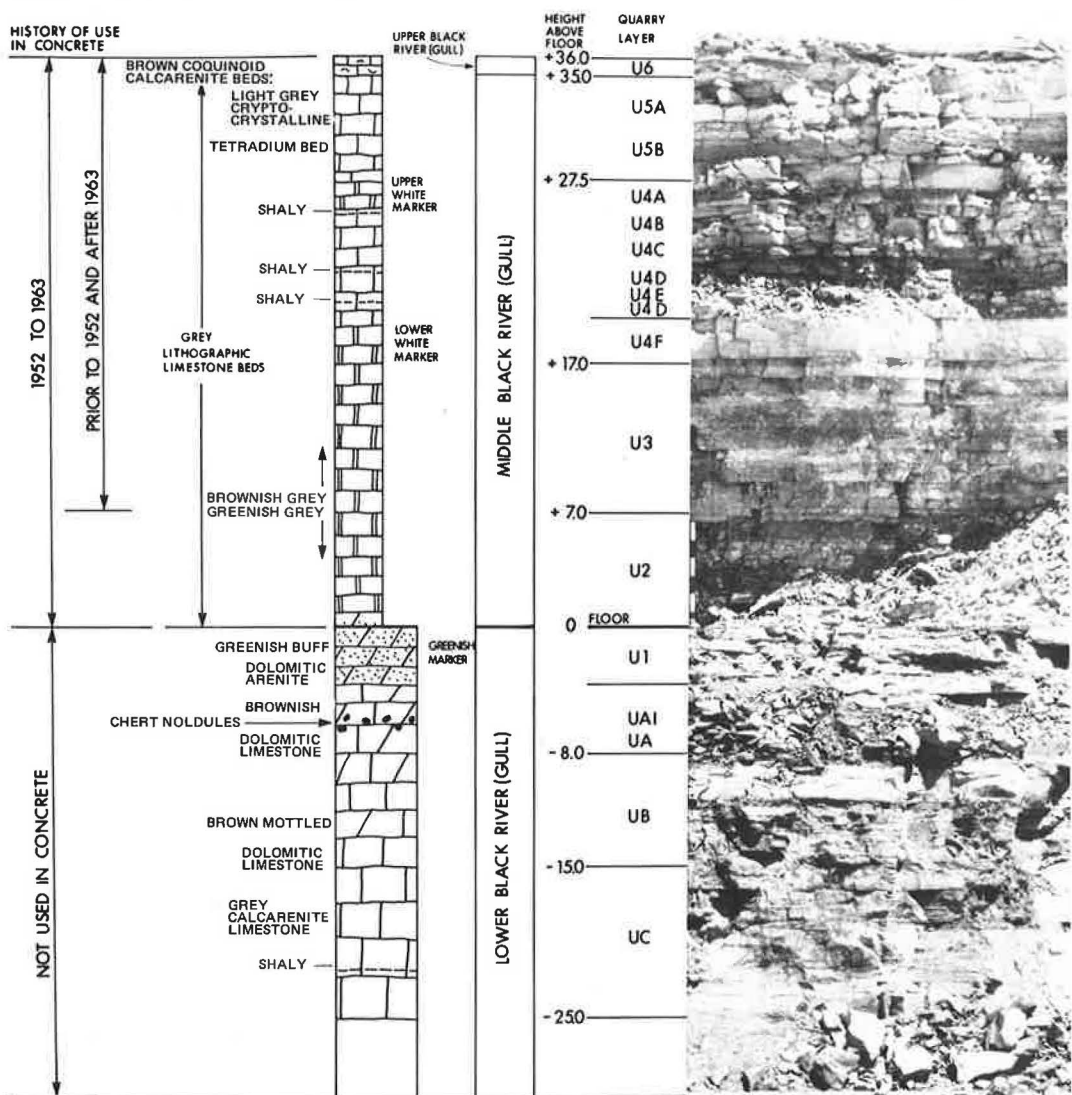 HISTORY OF USE
IN CONCRETE
1952 TO 1963
PRIOR TO 1952 AND AFTER 1963
NOT USED IN CONCRETE
BROWN COQUINOID
CALCARENITE BEDS:
LIGHT GREY
CRYPTO-
CRYSTALLINE
TETRADIUM BED
SHALY
SHALY
SHALY
GREY
LITHOGRAPHIC
LIMESTONE BEDS
BROWNISH GREY
GREENISH GREY
GREENISH BUFF
DOLOMITIC
ARENITE
BROWNISH
CHERT NOLDULES
DOLOMITIC
LIMESTONE
BROWN MOTTLED
DOLOMITIC
LIMESTONE
GREY
CALCARENITE
LIMESTONE
SHALY
UPPER BLACK
RIVER (GULL)
UPPER
WHITE
MARKER
LOWER
WHITE
MARKER
GREENISH
MARKER
MIDDLE BLACK RIVER (GULL)
LOWER BLACK RIVER (GULL)
HEIGHT
ABOVE
FLOOR
+36.0
+35.0
+27.5
+17.0
+7.0
0 FLOOR
-8.0
-15.0
-25.0
QUARRY
LAYER
U6
U5A
U5B
U4A
U4B
U4C
U4D
U4E
U4D
U4F
U3
U2
U1
UA1
UA
UB
UC